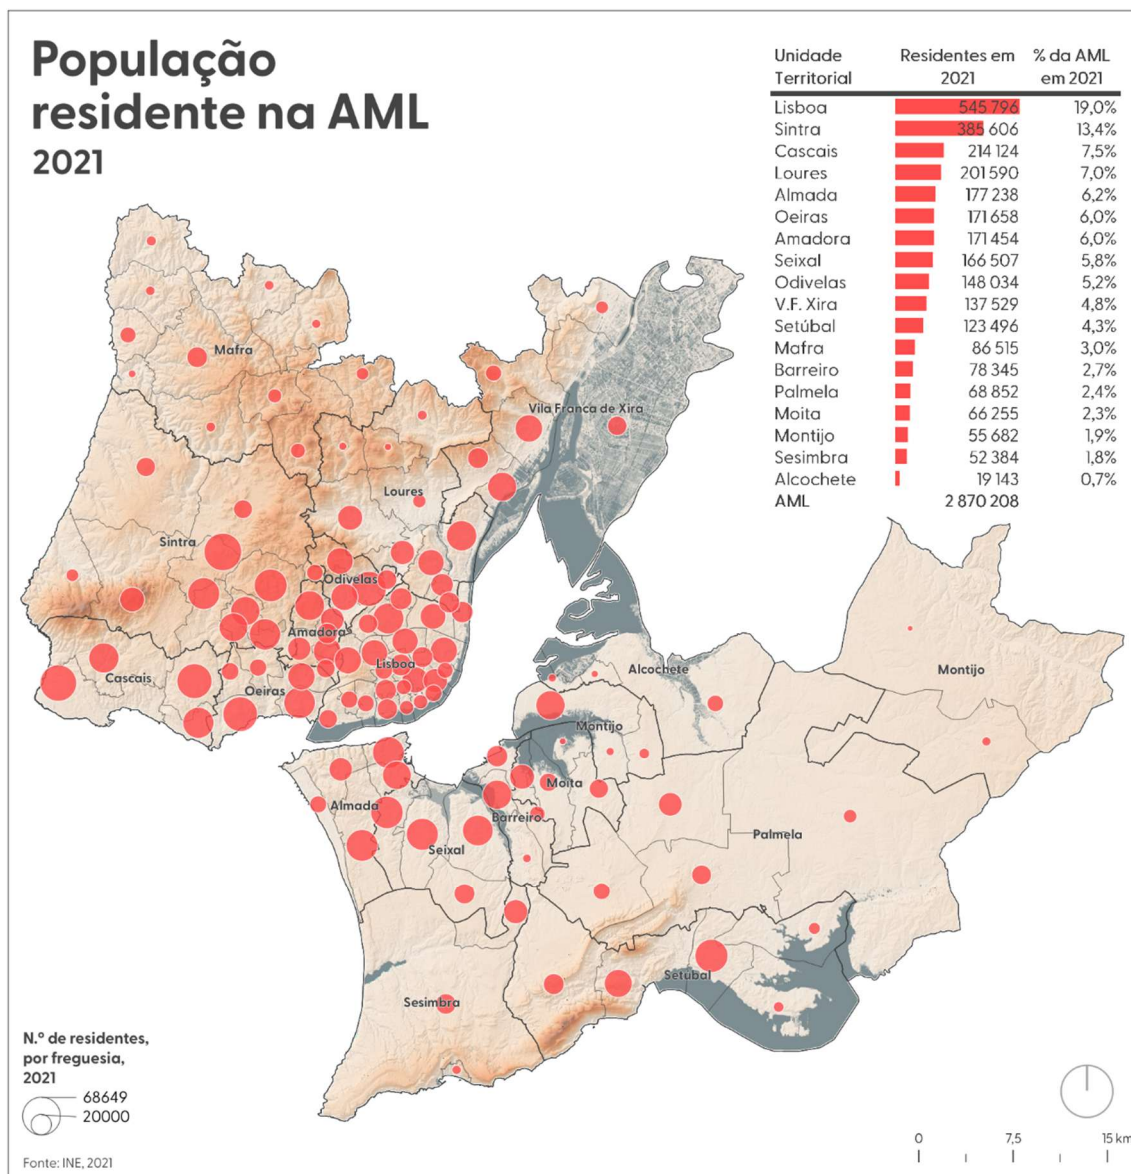 População
residente na AML
2021
Unidade Territorial Residentes em 2021 % da AML em 2021
Lisboa 545 796 19,0%
Sintra 385 606 13,4%
Cascais 214 124 7,5%
Loures 201 590 7,0%
Almada 177 238 6,2%
Oeiras 171 658 6,0%
Amadora 171 454 6,0%
Seixal 166 507 5,8%
Odivelas 148 034 5,2%
V.F. Xira 137 529 4,8%
Setúbal 123 496 4,3%
Mafra 86 515 3,0%
Barreiro 78 345 2,7%
Palmela 68 852 2,4%
Moita 66 255 2,3%
Montijo 55 682 1,9%
Sesimbra 52 384 1,8%
Alcochete 19 143 0,7%
AML 2 870 208
Mafra
Vila Franca de Xira
Loures
Sintra
Odivelas
Amadora
Lisboa
Cascais
Oeiras
Alcochete
Montijo
Montijo
Moita
Almada
Barreiro
Palmela
Seixal
Setúbal
Sesimbra
N.º de residentes,
por freguesia,
2021
68649
20000
Fonte: INE, 2021
0 7,5 15 km